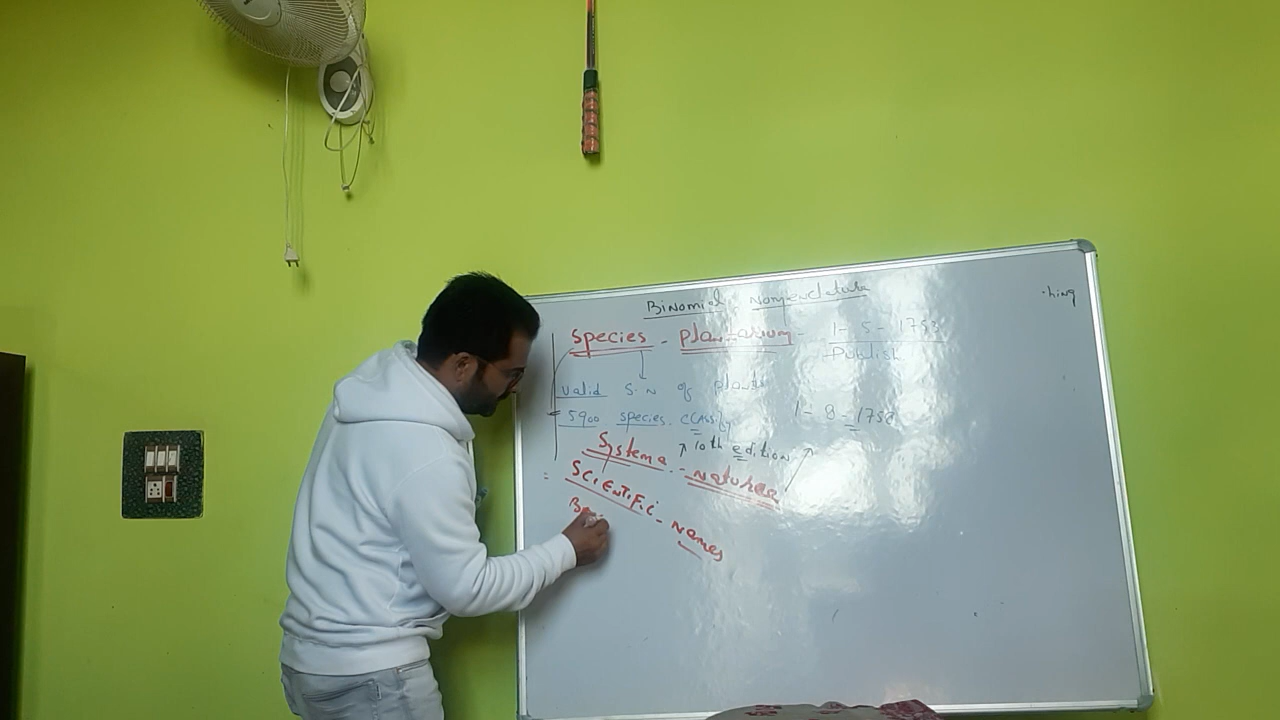 Binomial Nomenclature
Species - plantarum - 1-5-1753
Publish
Valid S.N of plants
5900 species. classify 1-8-1758
↗ 10th edition
Systema - naturea
= SCIENTIFIC - names